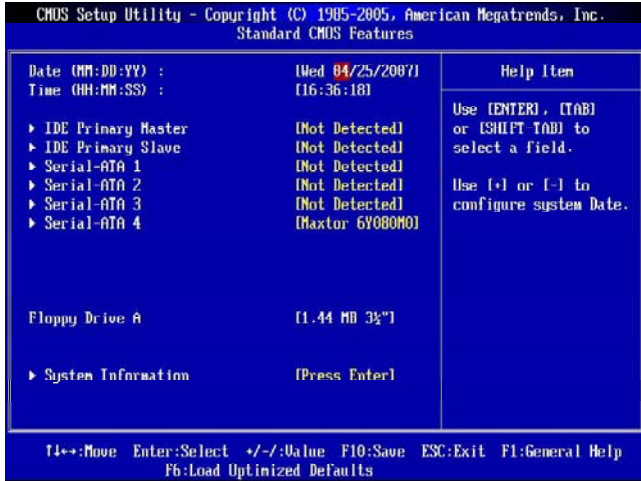 CMOS Setup Utility - Copyright (C) 1985-2005, American Megatrends, Inc.
Standard CMOS Features
Date (MM:DD:YY) : [Wed 04/25/2007]
Time (HH:MM:SS) : [16:36:18]
▶ IDE Primary Master [Not Detected]
▶ IDE Primary Slave [Not Detected]
▶ Serial-ATA 1 [Not Detected]
▶ Serial-ATA 2 [Not Detected]
▶ Serial-ATA 3 [Not Detected]
▶ Serial-ATA 4 [Maxtor 6Y080M0]
Floppy Drive A [1.44 MB 3½"]
▶ System Information [Press Enter]
Help Item
Use [ENTER], [TAB]
or [SHIFT-TAB] to
select a field.
Use [+] or [-] to
configure system Date.
↑↓←→:Move Enter:Select +/-/:Value F10:Save ESC:Exit F1:General Help
F6:Load Optimized Defaults